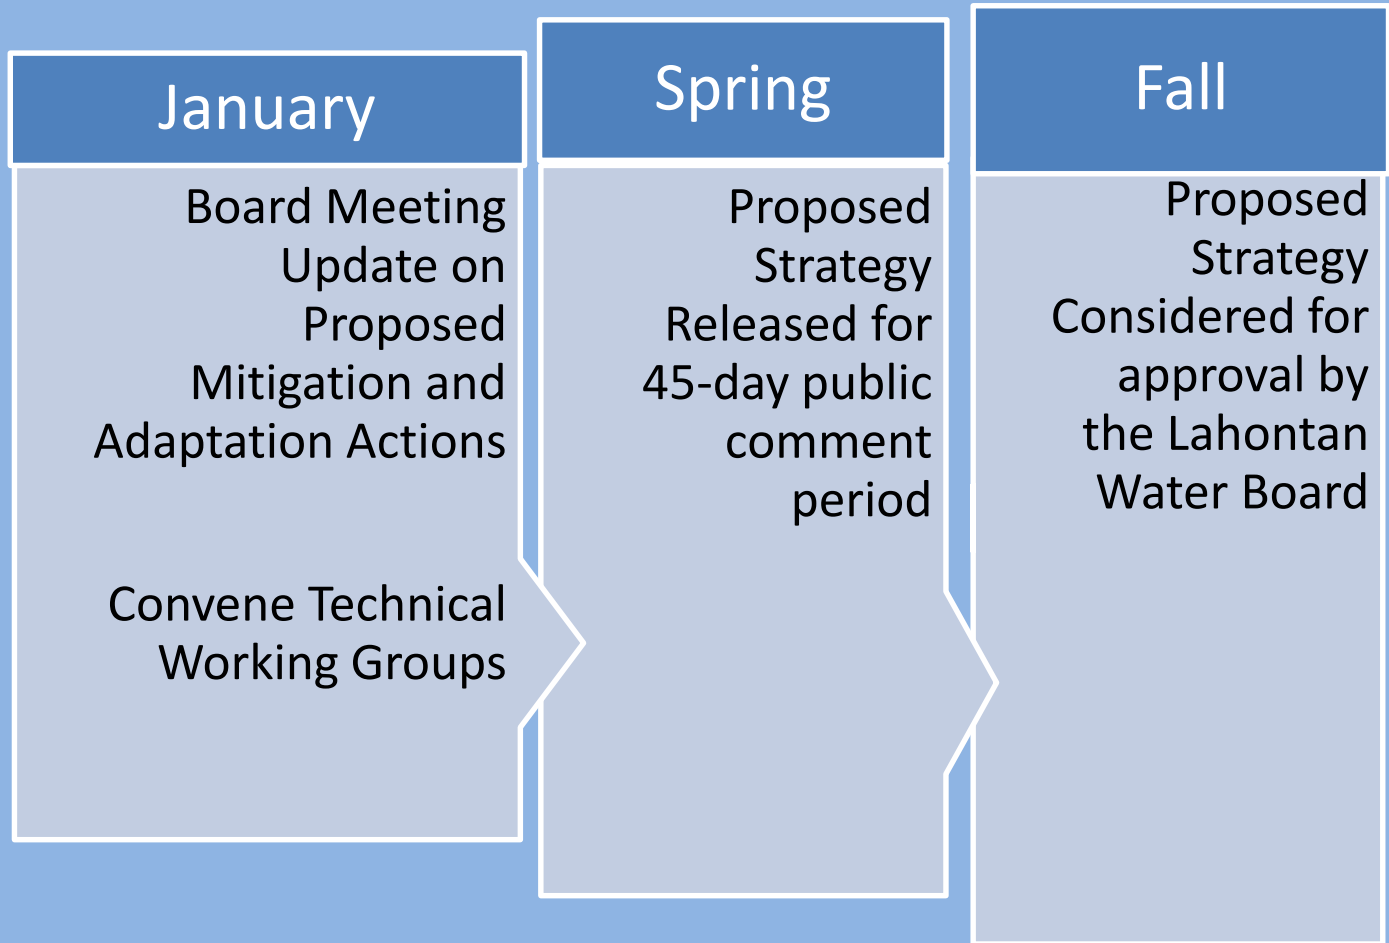 January
Board Meeting
Update on
Proposed
Mitigation and
Adaptation Actions
Convene Technical
Working Groups
Spring
Proposed
Strategy
Released for
45-day public
comment
period
Fall
Proposed
Strategy
Considered for
approval by
the Lahontan
Water Board